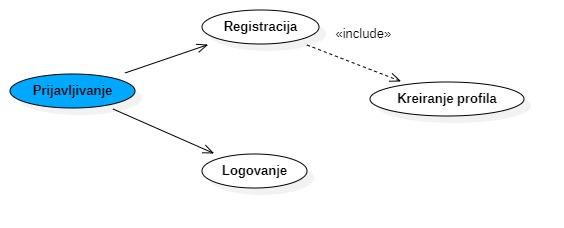 Registracija
«include»
Prijavljivanje
Kreiranje profila
Logovanje